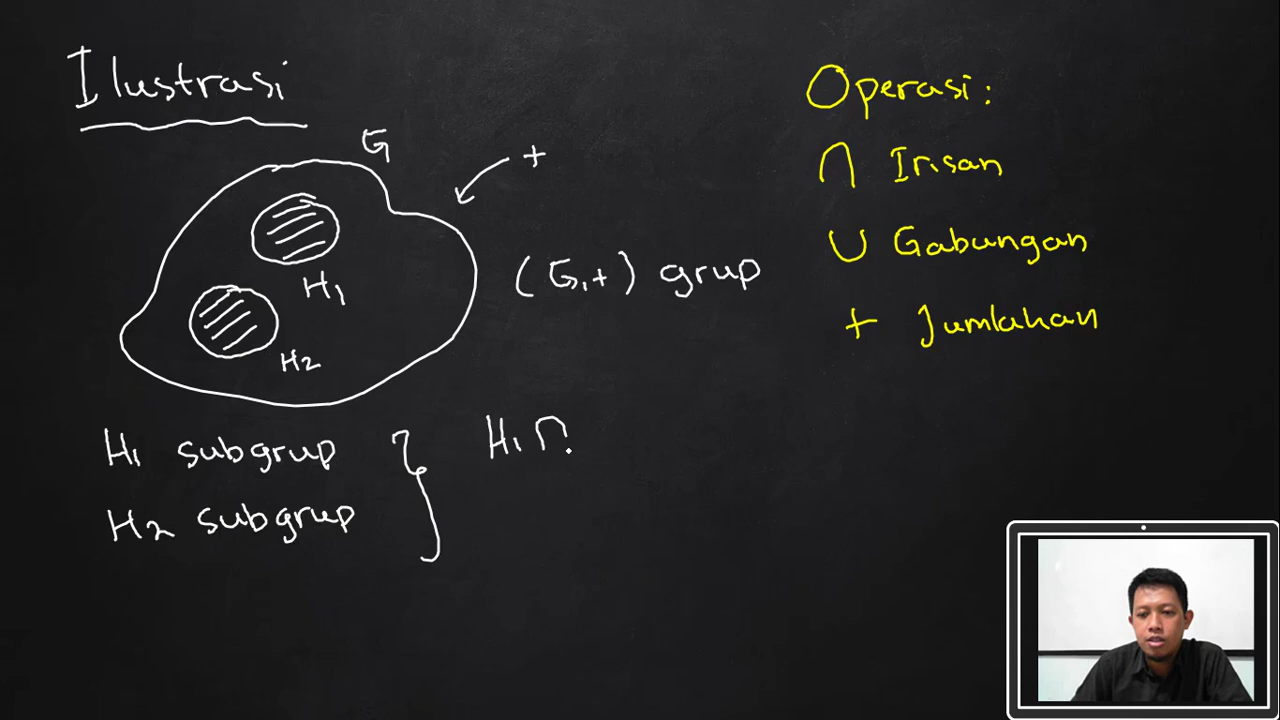 Ilustrasi
G
+
H1
H2
(G,+) grup
H1 subgrup
H2 subgrup
H1 ∩
Operasi:
∩ Irisan
∪ Gabungan
+ Jumlahan